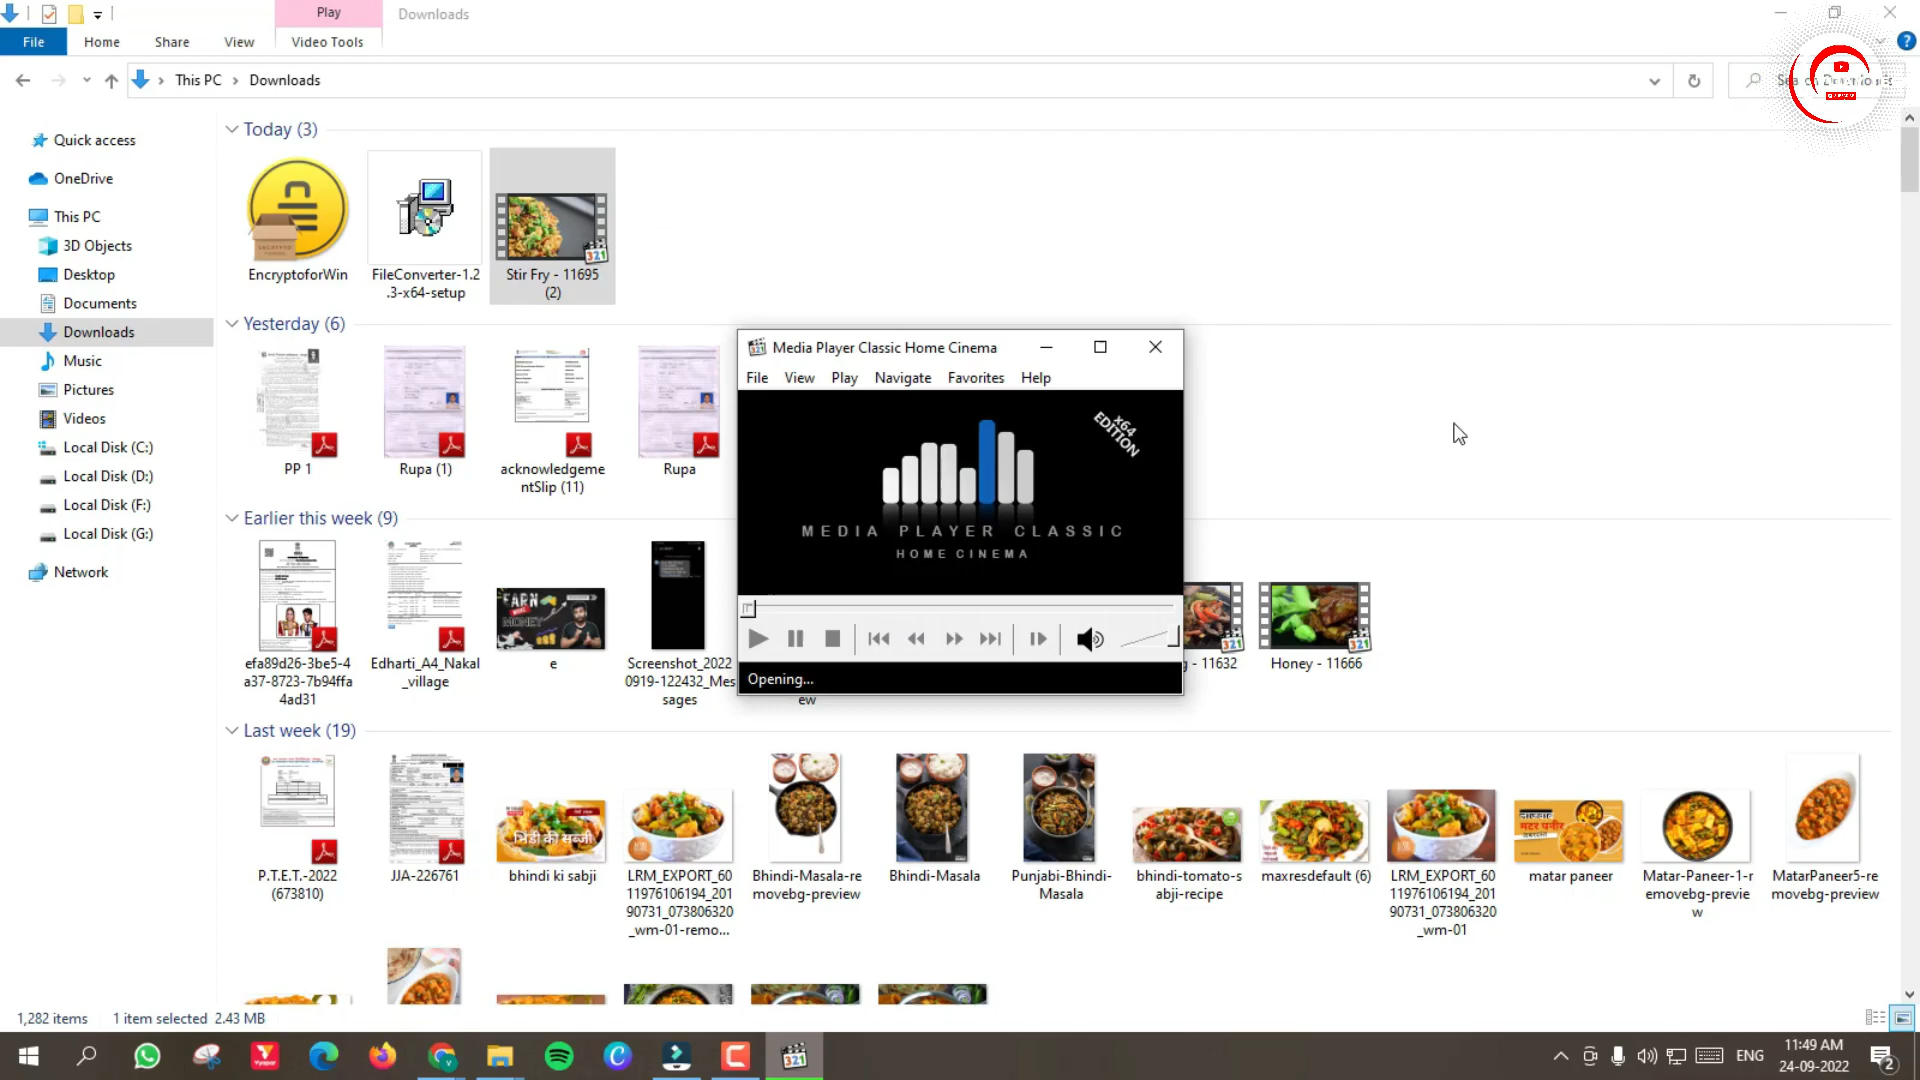 Play
Downloads
File
Home
Share
View
Video Tools
This PC
Downloads
Quick access
OneDrive
This PC
3D Objects
Desktop
Documents
Downloads
Music
Pictures
Videos
Local Disk (C:)
Local Disk (D:)
Local Disk (F:)
Local Disk (G:)
Network
Today (3)
EncryptoforWin
FileConverter-1.2
.3-x64-setup
Stir Fry - 11695
(2)
Yesterday (6)
PP 1
Rupa (1)
acknowledgeme
ntSlip (11)
Rupa
Earlier this week (9)
efa89d26-3be5-4
a37-8723-7b94ffa
4ad31
Edharti_A4_Nakal
_village
EARN
MONEY
e
Screenshot_2022
0919-122432_Mes
sages
ew
g - 11632
Honey - 11666
Media Player Classic Home Cinema
File
View
Play
Navigate
Favorites
Help
x64
EDITION
MEDIA PLAYER CLASSIC
HOME CINEMA
Opening...
Last week (19)
P.T.E.T.-2022
(673810)
JJA-226761
भिंडी की सब्जी
bhindi ki sabji
LRM_EXPORT_60
11976106194_201
90731_073806320
_wm-01-remo...
Bhindi-Masala-re
movebg-preview
Bhindi-Masala
Punjabi-Bhindi-
Masala
bhindi-tomato-s
abji-recipe
maxresdefault (6)
LRM_EXPORT_60
11976106194_201
90731_073806320
_wm-01
मटर पनीर
matar paneer
Matar-Paneer-1-r
emovebg-previe
w
MatarPaneer5-re
movebg-preview
1,282 items
1 item selected 2.43 MB
ENG
11:49 AM
24-09-2022
2